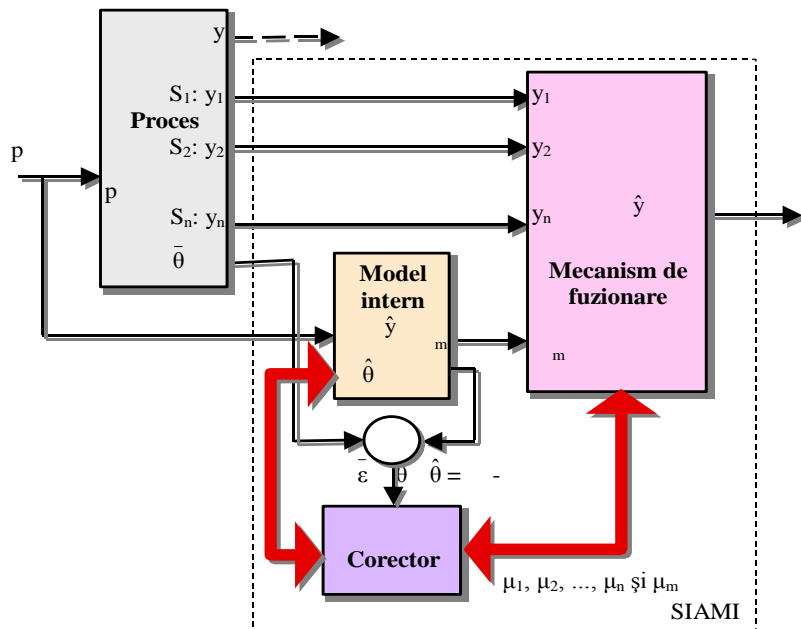 y
S₁: y₁
Proces
S₂: y₂
p
p
Sₙ: yₙ
θ̄
y₁
y₂
yₙ
ŷ
Mecanism de
fuzionare
m
Model
intern
ŷ
m
θ̂
ε̄ θ θ̂ = -
Corector
μ₁, μ₂, ..., μₙ şi μₘ
SIAMI